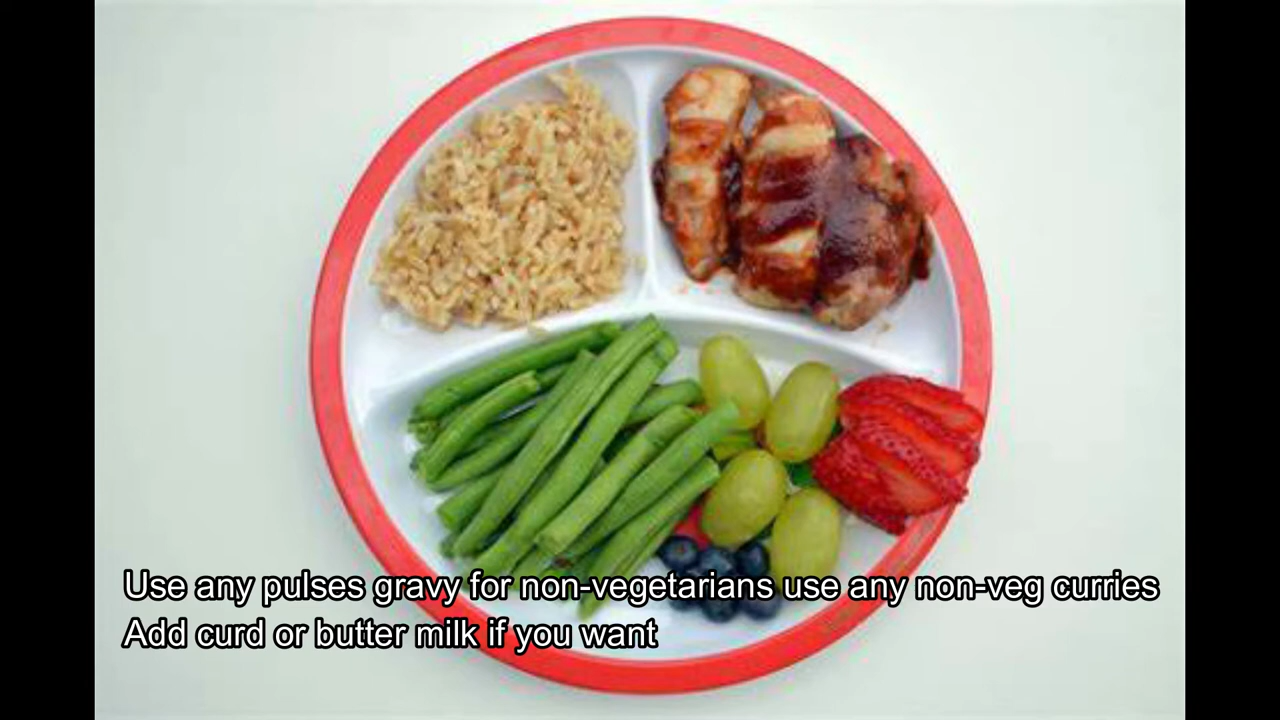 Use any pulses gravy for non-vegetarians use any non-veg curries
Add curd or butter milk if you want